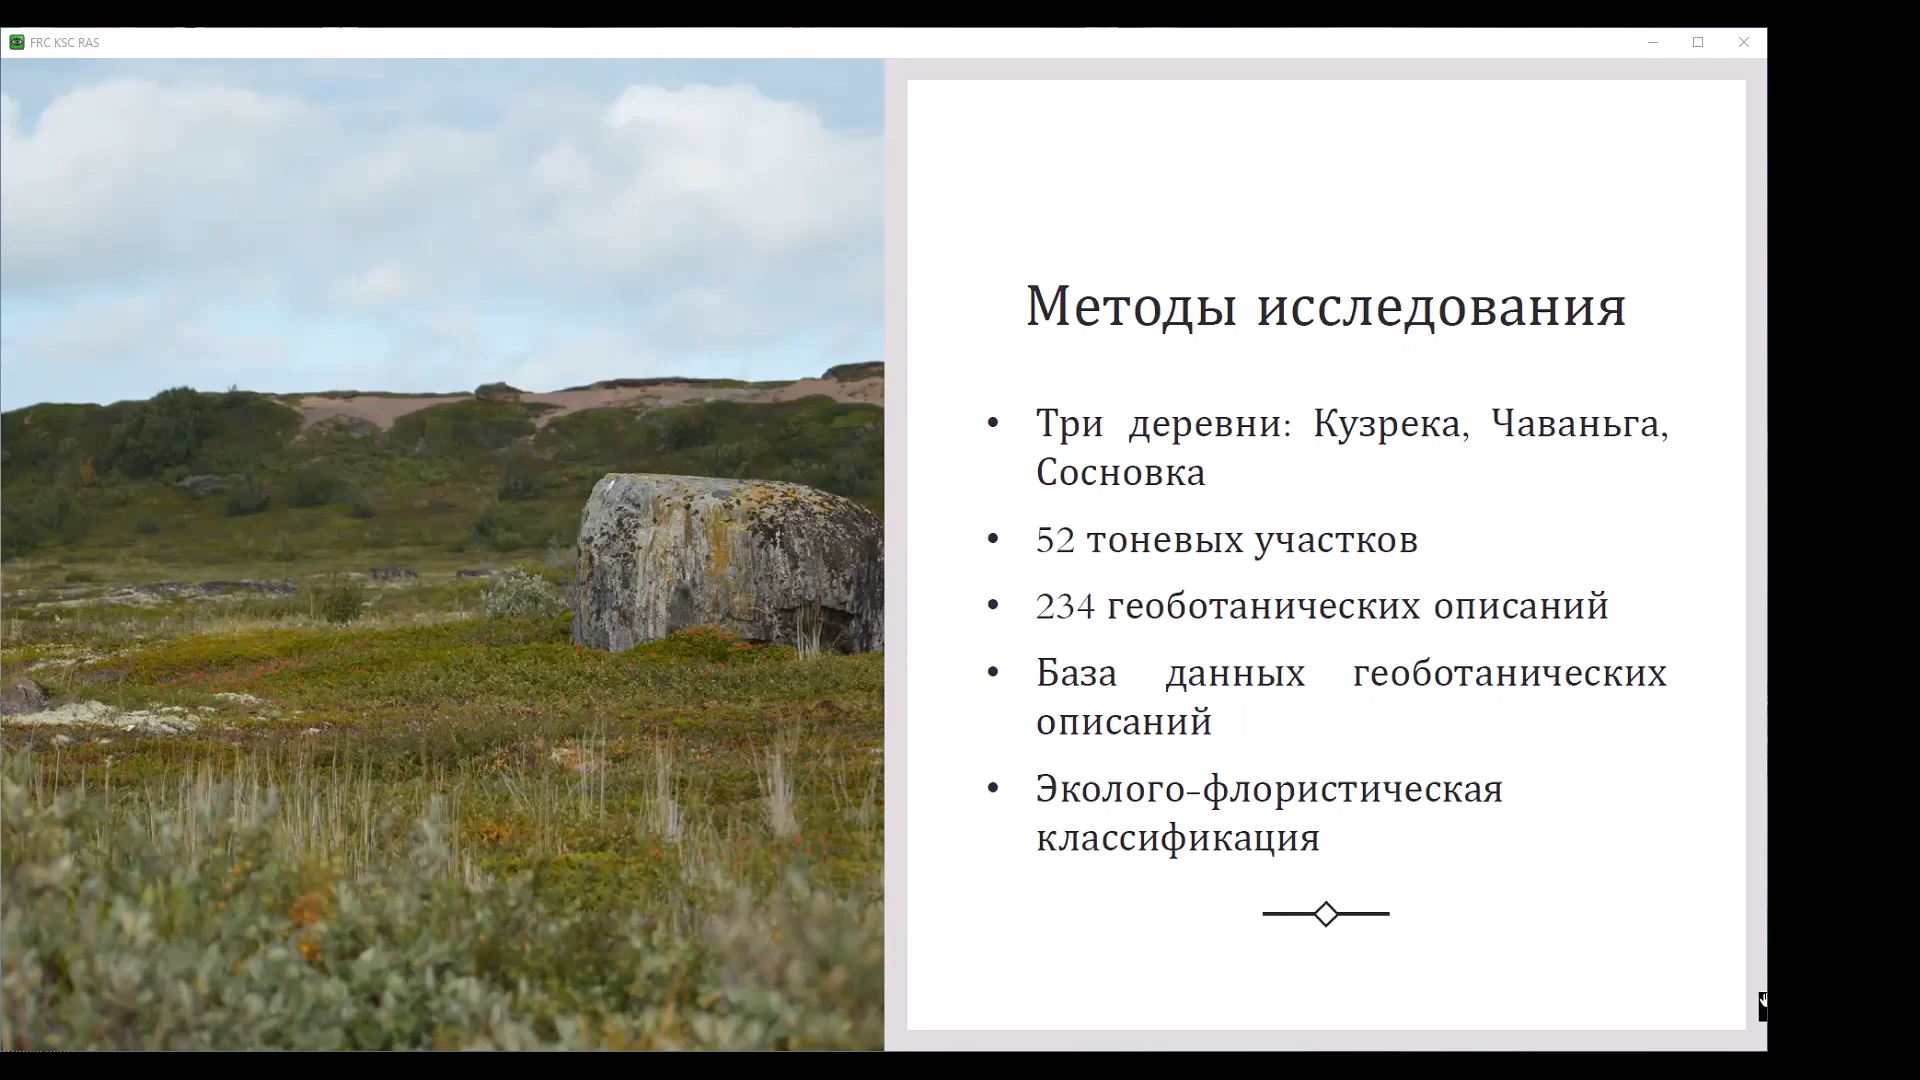 FRC KSC RAS
Методы исследования
• Три деревни: Кузрека, Чаваньга,
Сосновка
• 52 тоневых участков
• 234 геоботанических описаний
• База данных геоботанических
описаний
• Эколого-флористическая
классификация